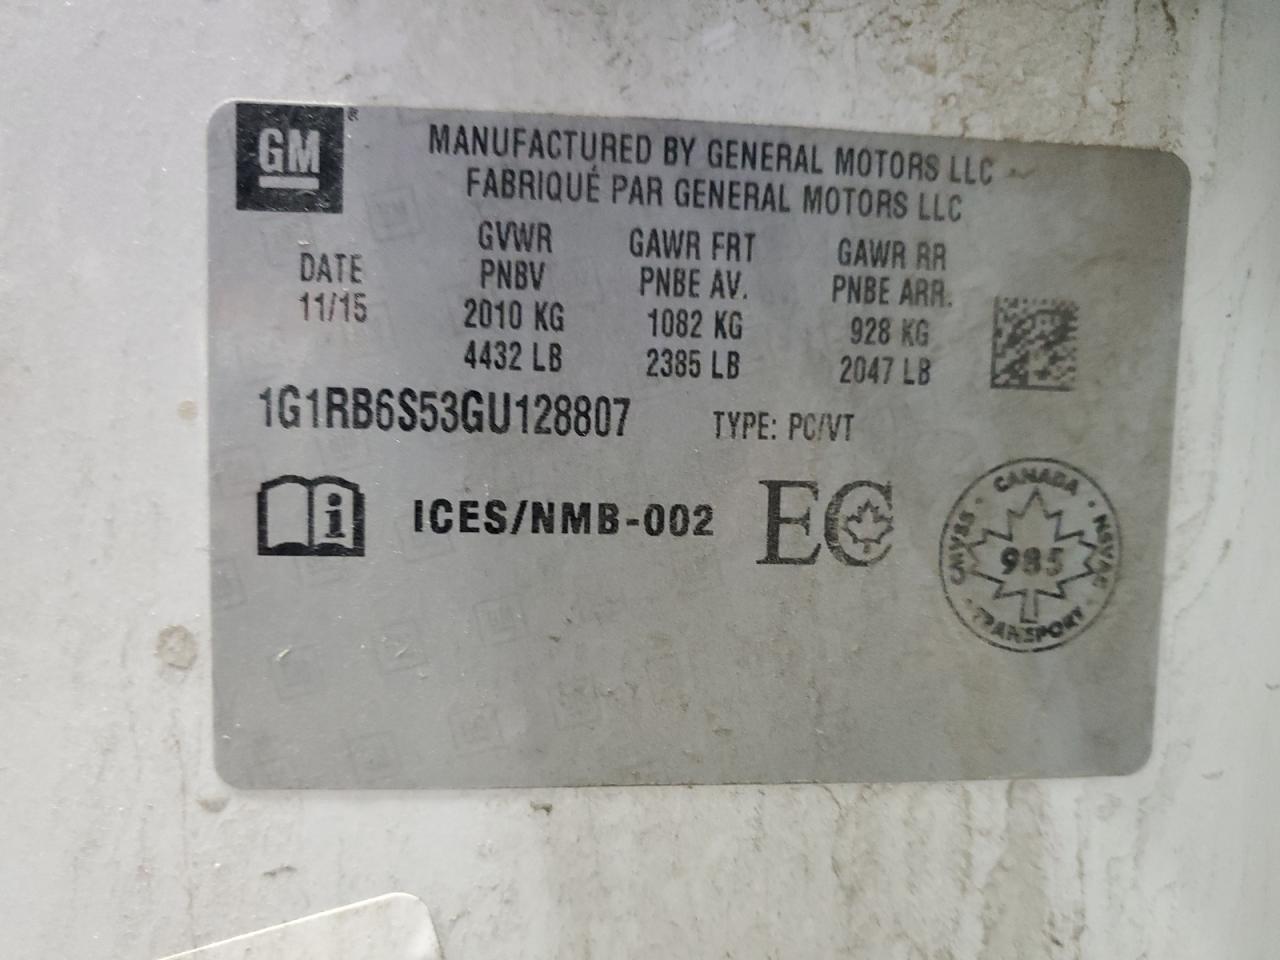 GM®
MANUFACTURED BY GENERAL MOTORS LLC
FABRIQUÉ PAR GENERAL MOTORS LLC
DATE
11/15
GVWR
PNBV
2010 KG
4432 LB
GAWR FRT
PNBE AV.
1082 KG
2385 LB
GAWR RR
PNBE ARR.
928 KG
2047 LB
1G1RB6S53GU128807 TYPE: PC/VT
i ICES/NMB-002 EC
CANADA
CMVSS · NSVAC
985
TRANSPORT